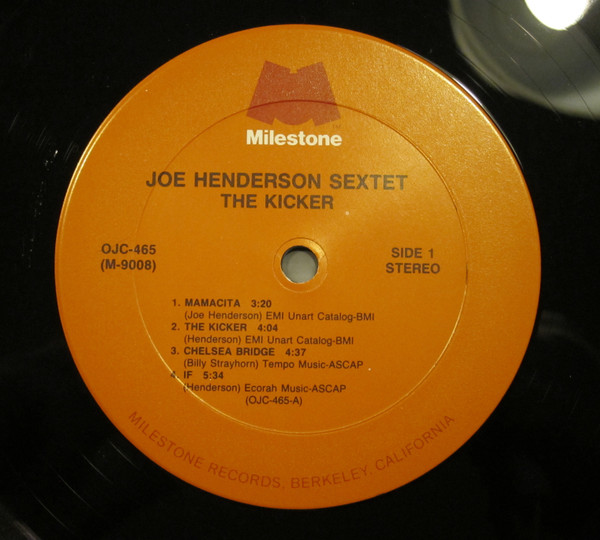 Milestone
JOE HENDERSON SEXTET
THE KICKER
OJC-465
(M-9008)
SIDE 1
STEREO
1. MAMACITA 3:20
(Joe Henderson) EMI Unart Catalog-BMI
2. THE KICKER 4:04
(Henderson) EMI Unart Catalog-BMI
3. CHELSEA BRIDGE 4:37
(Billy Strayhorn) Tempo Music-ASCAP
4 IF 5:34
(Henderson) Ecorah Music-ASCAP
(OJC-465-A)
MILESTONE RECORDS, BERKELEY, CALIFORNIA